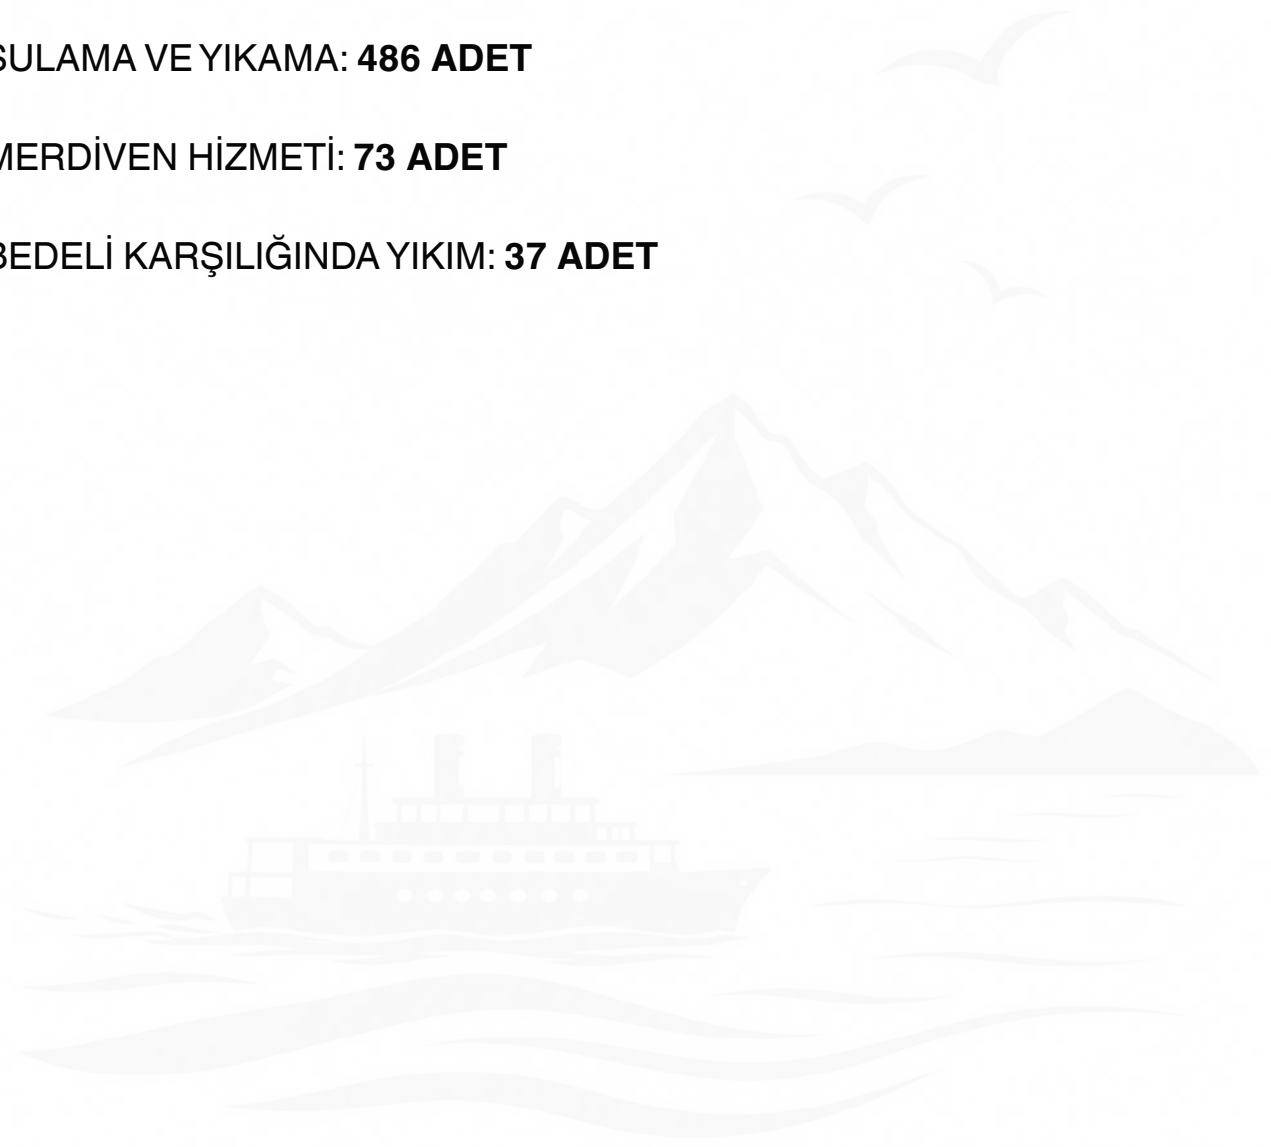 SULAMA VE YIKAMA: 486 ADET
MERDİVEN HİZMETİ: 73 ADET
BEDELİ KARŞILIĞINDA YIKIM: 37 ADET